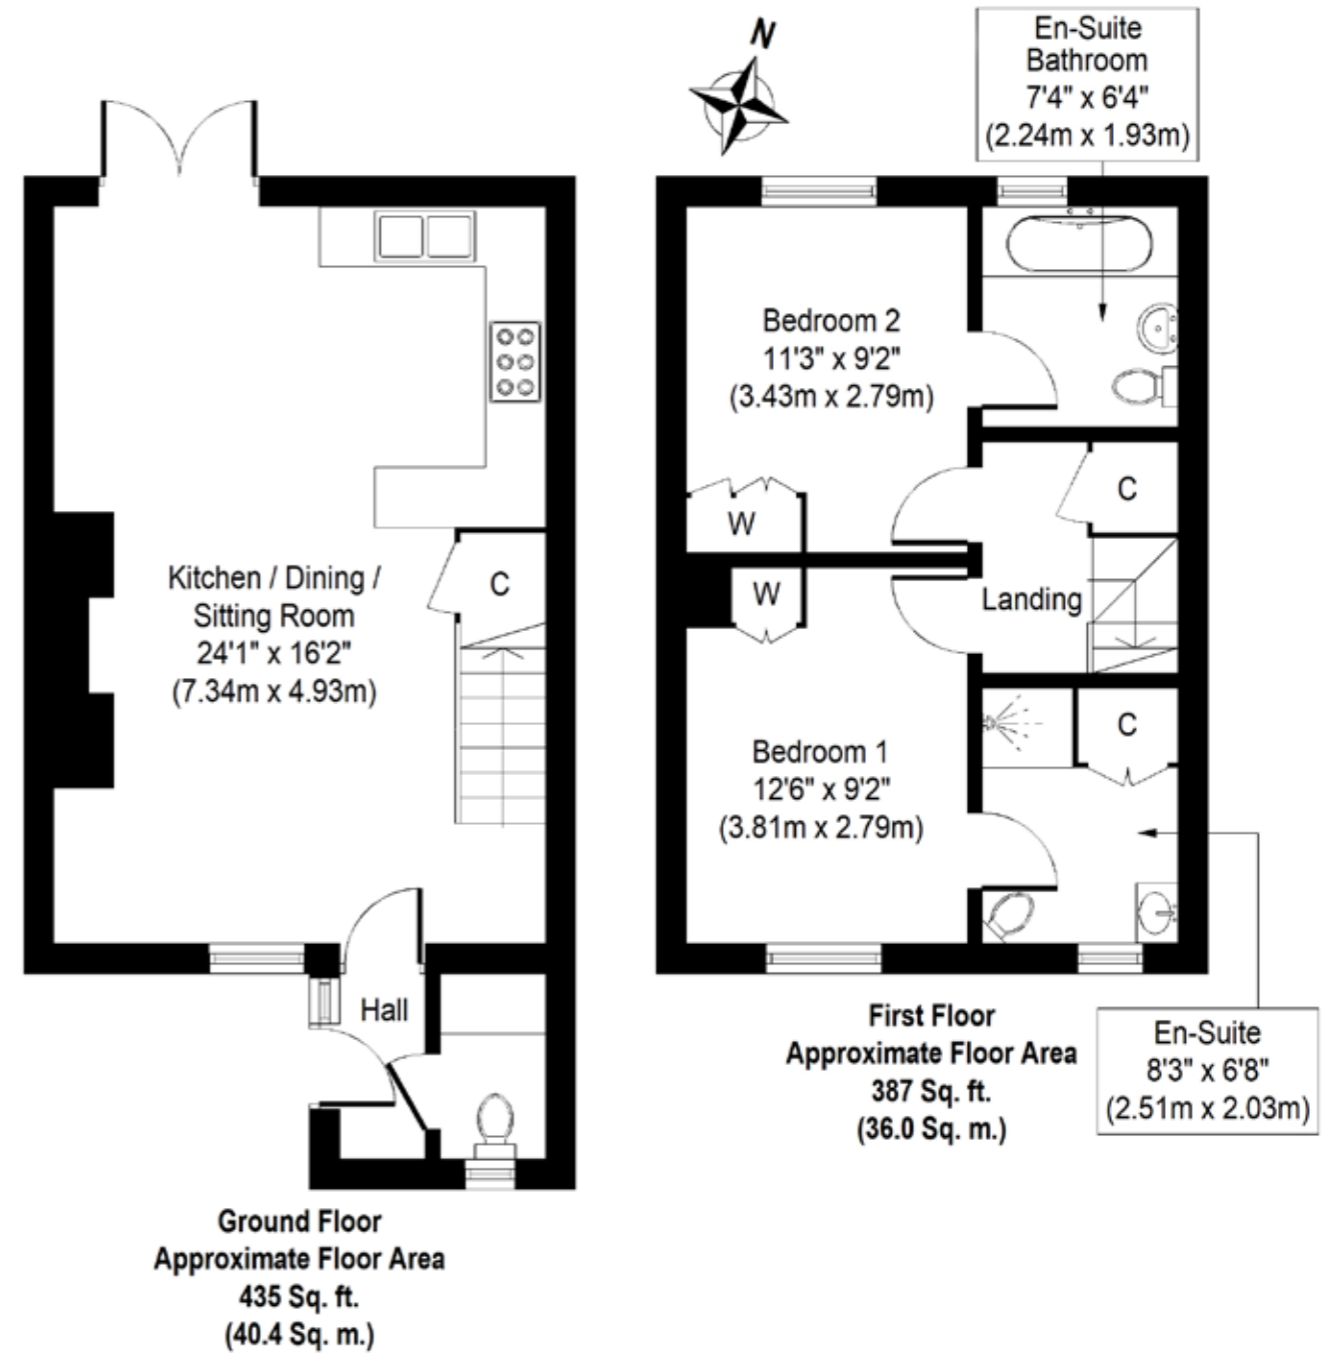 N
En-Suite
Bathroom
7'4" x 6'4"
(2.24m x 1.93m)
Bedroom 2
11'3" x 9'2"
(3.43m x 2.79m)
C
W
Kitchen / Dining /
Sitting Room
24'1" x 16'2"
(7.34m x 4.93m)
C
W
Landing
Bedroom 1
12'6" x 9'2"
(3.81m x 2.79m)
C
Hall
First Floor
Approximate Floor Area
387 Sq. ft.
(36.0 Sq. m.)
En-Suite
8'3" x 6'8"
(2.51m x 2.03m)
Ground Floor
Approximate Floor Area
435 Sq. ft.
(40.4 Sq. m.)